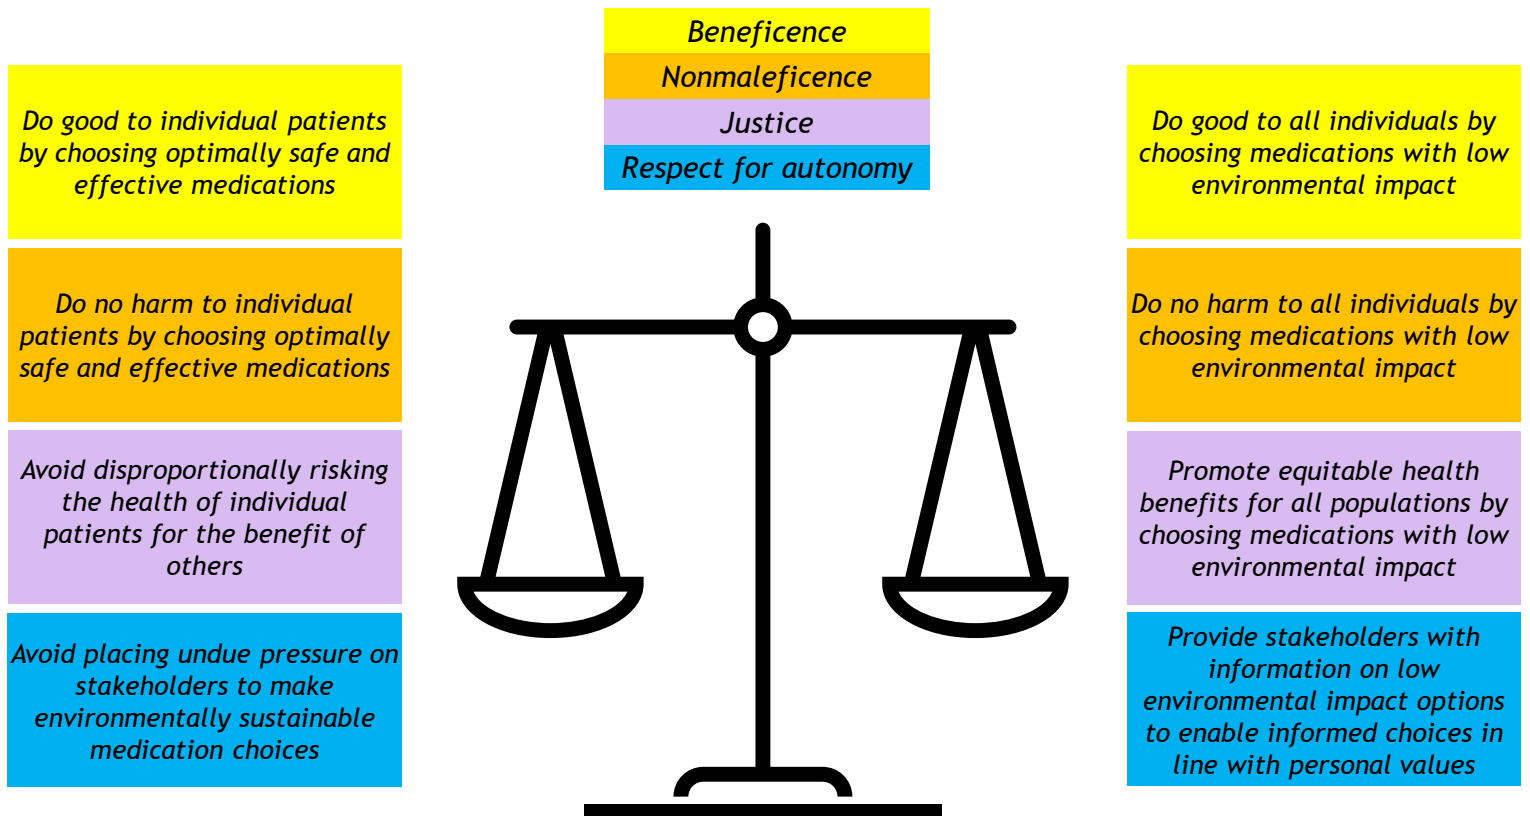 Beneficence
Nonmaleficence
Justice
Respect for autonomy
Do good to individual patients
by choosing optimally safe and
effective medications
Do no harm to individual
patients by choosing optimally
safe and effective medications
Avoid disproportionally risking
the health of individual
patients for the benefit of
others
Avoid placing undue pressure on
stakeholders to make
environmentally sustainable
medication choices
Do good to all individuals by
choosing medications with low
environmental impact
Do no harm to all individuals by
choosing medications with low
environmental impact
Promote equitable health
benefits for all populations by
choosing medications with low
environmental impact
Provide stakeholders with
information on low
environmental impact options
to enable informed choices in
line with personal values